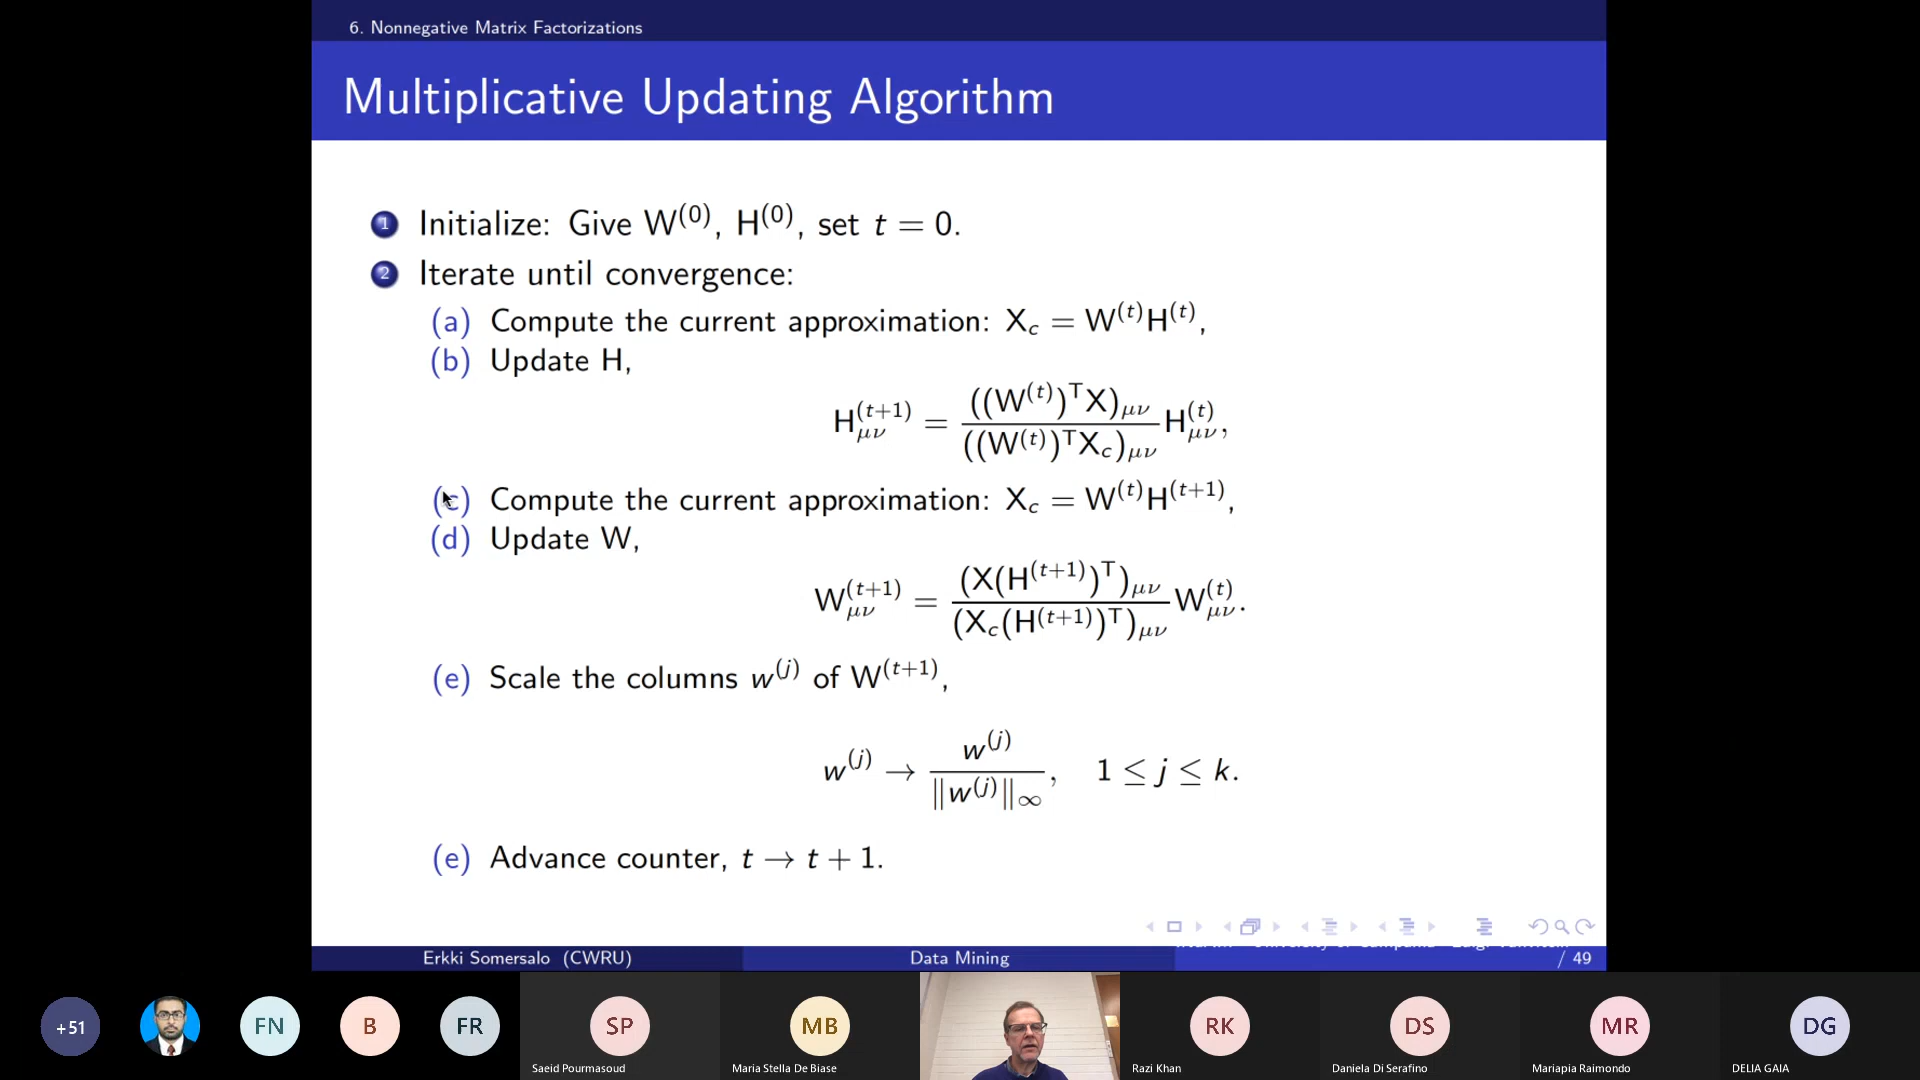 6. Nonnegative Matrix Factorizations
Multiplicative Updating Algorithm
1 Initialize: Give W^(0), H^(0), set t = 0.
2 Iterate until convergence:
(a) Compute the current approximation: X_c = W^(t)H^(t),
(b) Update H,
H_μν^(t+1) = ((W^(t))^T X)_μν / ((W^(t))^T X_c)_μν H_μν^(t),
(c) Compute the current approximation: X_c = W^(t)H^(t+1),
(d) Update W,
W_μν^(t+1) = (X(H^(t+1))^T)_μν / (X_c(H^(t+1))^T)_μν W_μν^(t).
(e) Scale the columns w^(j) of W^(t+1),
w^(j) → w^(j) / ‖w^(j)‖_∞, 1 ≤ j ≤ k.
(e) Advance counter, t → t + 1.
Erkki Somersalo (CWRU) Data Mining / 49
+51 FN B FR SP MB RK DS MR DG
Saeid Pourmasoud Maria Stella De Biase Razi Khan Daniela Di Serafino Mariapia Raimondo DELIA GAIA